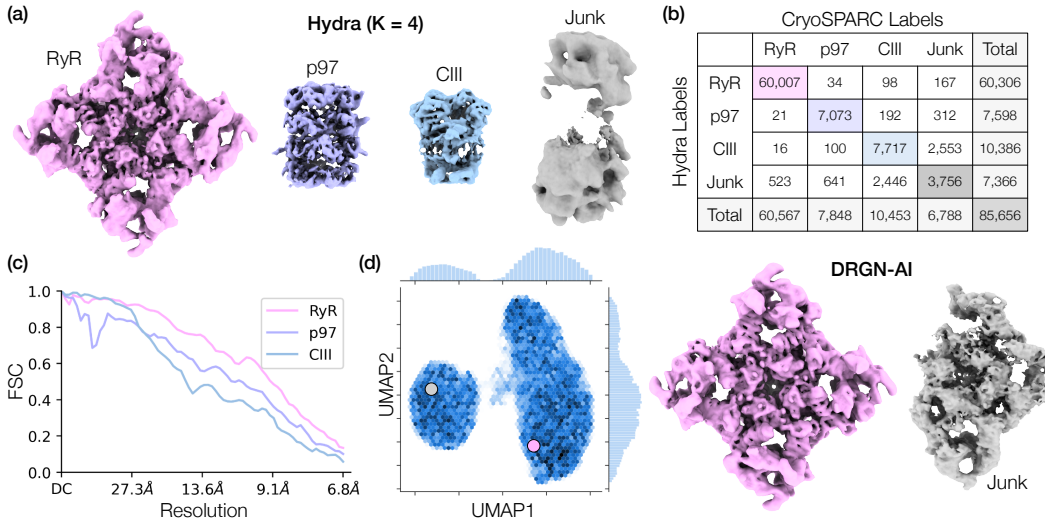 (a)
Hydra (K = 4)
RyR
p97
CIII
Junk
(b)
CryoSPARC Labels
Hydra Labels
RyR p97 CIII Junk Total
RyR 60,007 34 98 167 60,306
p97 21 7,073 192 312 7,598
CIII 16 100 7,717 2,553 10,386
Junk 523 641 2,446 3,756 7,366
Total 60,567 7,848 10,453 6,788 85,656
(c)
FSC
1.0
0.8
0.6
0.4
0.2
0.0
RyR
p97
CIII
DC 27.3Å 13.6Å 9.1Å 6.8Å
Resolution
(d)
UMAP2
UMAP1
DRGN-AI
Junk